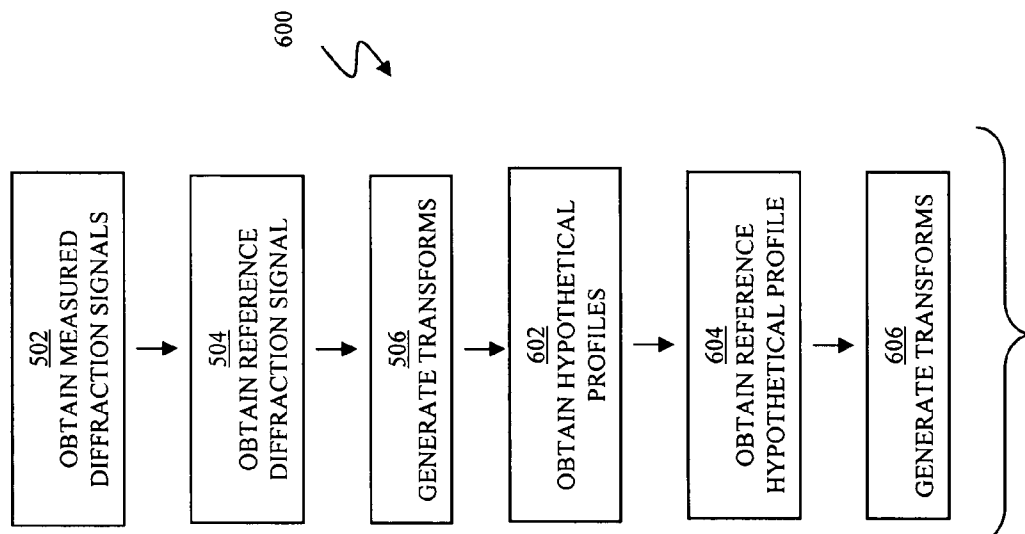 600
502
OBTAIN MEASURED
DIFFRACTION SIGNALS
504
OBTAIN REFERENCE
DIFFRACTION SIGNAL
506
GENERATE TRANSFORMS
602
OBTAIN HYPOTHETICAL
PROFILES
604
OBTAIN REFERENCE
HYPOTHETICAL PROFILE
606
GENERATE TRANSFORMS